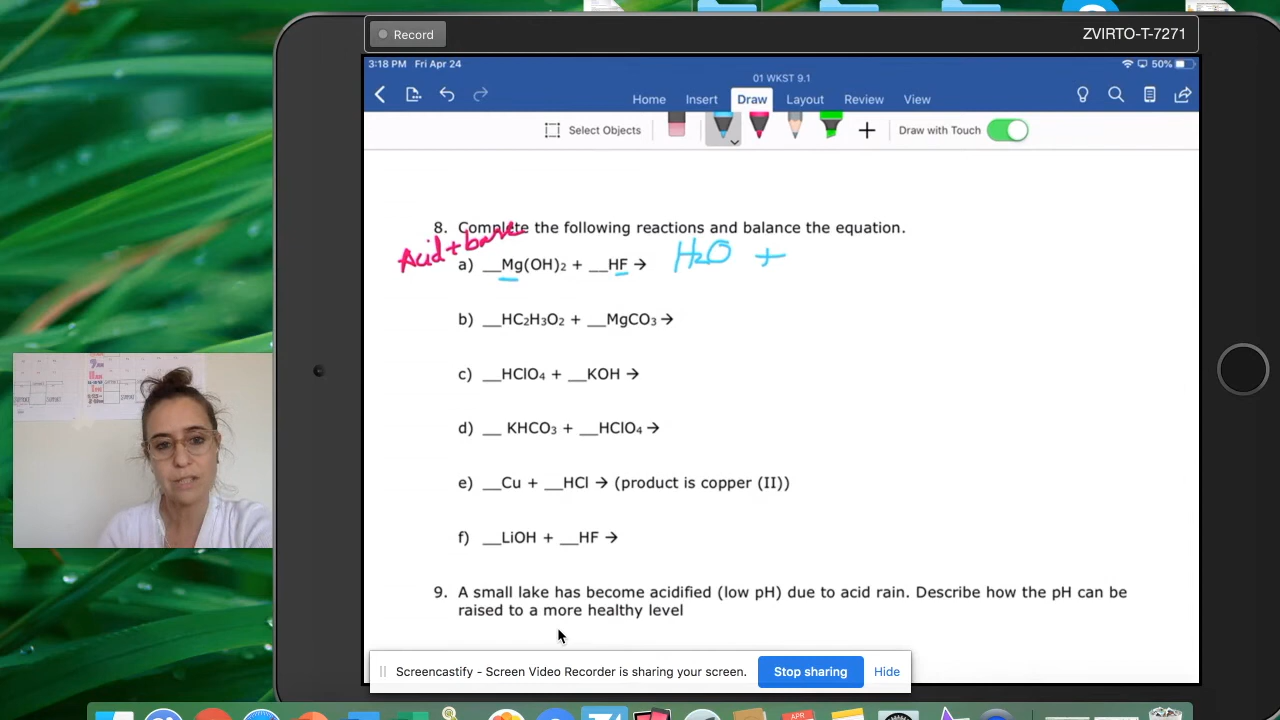 Record
ZVIRTO-T-7271
3:18 PM Fri Apr 24
50%
01 WKST 9.1
Home Insert Draw Layout Review View
Select Objects
Draw with Touch
8. Complete the following reactions and balance the equation.
Acid + base
a) __Mg(OH)2 + __HF → H2O +
b) __HC2H3O2 + __MgCO3 →
c) __HClO4 + __KOH →
d) __ KHCO3 + __HClO4 →
e) __Cu + __HCl → (product is copper (II))
f) __LiOH + __HF →
9. A small lake has become acidified (low pH) due to acid rain. Describe how the pH can be
raised to a more healthy level
Screencastify - Screen Video Recorder is sharing your screen. Stop sharing Hide
APR